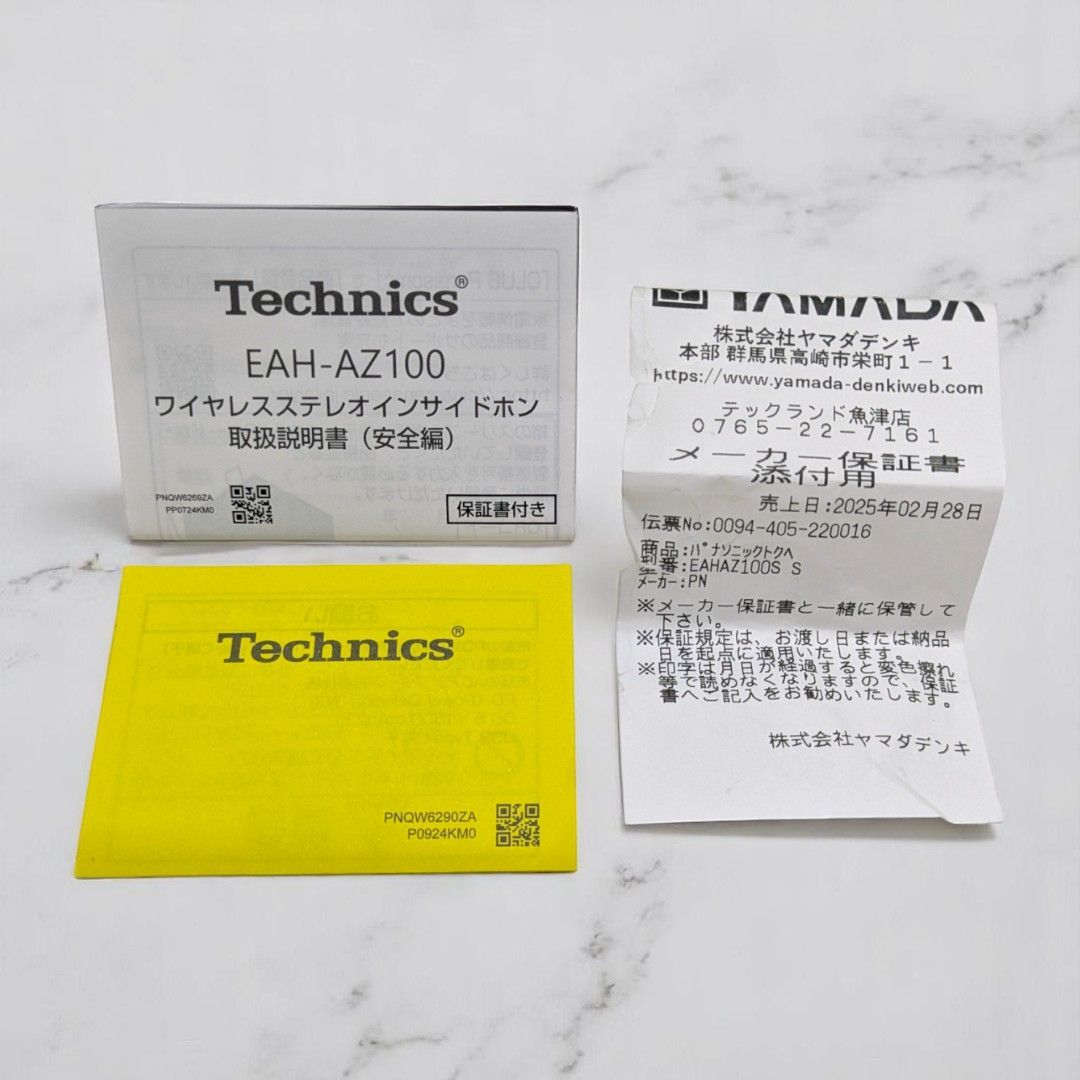 Technics®
EAH-AZ100
ワイヤレスステレオインサイドホン
取扱説明書（安全編）
PNQW6269ZA
PP0724KM0
保証書付き
Technics®
PNQW6290ZA
P0924KM0
YAMADA
株式会社ヤマダデンキ
本部 群馬県高崎市栄町１－１
https://www.yamada-denkiweb.com
テックランド魚津店
０７６５－２２－７１６１
メーカー保証書
添付用
売上日:2025年02月28日
伝票No:0094-405-220016
商品:ﾊﾟﾅｿﾆｯｸﾄｸﾍ
型番:EAHAZ100S S
ﾒｰｶｰ:PN
※メーカー保証書と一緒に保管して
下さい。
※保証規定は、お渡し日または納品
日を起点に適用いたします。
※印字は月日が経過すると変色擦れ
等で読めなくなりますので、保証
書へご記入をお勧めいたします。
株式会社ヤマダデンキ